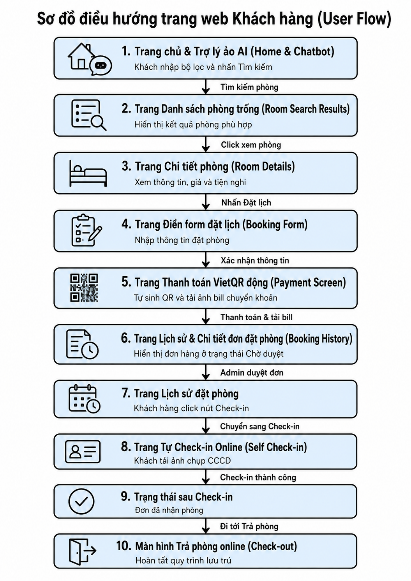 Sơ đồ điều hướng trang web Khách hàng (User Flow)
1. Trang chủ & Trợ lý ảo AI (Home & Chatbot)
Khách nhập bộ lọc và nhấn Tìm kiếm
Tìm kiếm phòng
2. Trang Danh sách phòng trống (Room Search Results)
Hiển thị kết quả phòng phù hợp
Click xem phòng
3. Trang Chi tiết phòng (Room Details)
Xem thông tin, giá và tiện nghi
Nhấn Đặt lịch
4. Trang Điền form đặt lịch (Booking Form)
Nhập thông tin đặt phòng
Xác nhận thông tin
5. Trang Thanh toán VietQR động (Payment Screen)
Tự sinh QR và tải ảnh bill chuyển khoản
Thanh toán & tải bill
6. Trang Lịch sử & Chi tiết đơn đặt phòng (Booking History)
Hiển thị đơn hàng ở trạng thái Chờ duyệt
Admin duyệt đơn
7. Trang Lịch sử đặt phòng
Khách hàng click nút Check-in
Chuyển sang Check-in
8. Trang Tự Check-in Online (Self Check-in)
Khách tải ảnh chụp CCCD
Check-in thành công
9. Trạng thái sau Check-in
Đơn đã nhận phòng
Đi tới Trả phòng
10. Màn hình Trả phòng online (Check-out)
Hoàn tất quy trình lưu trú